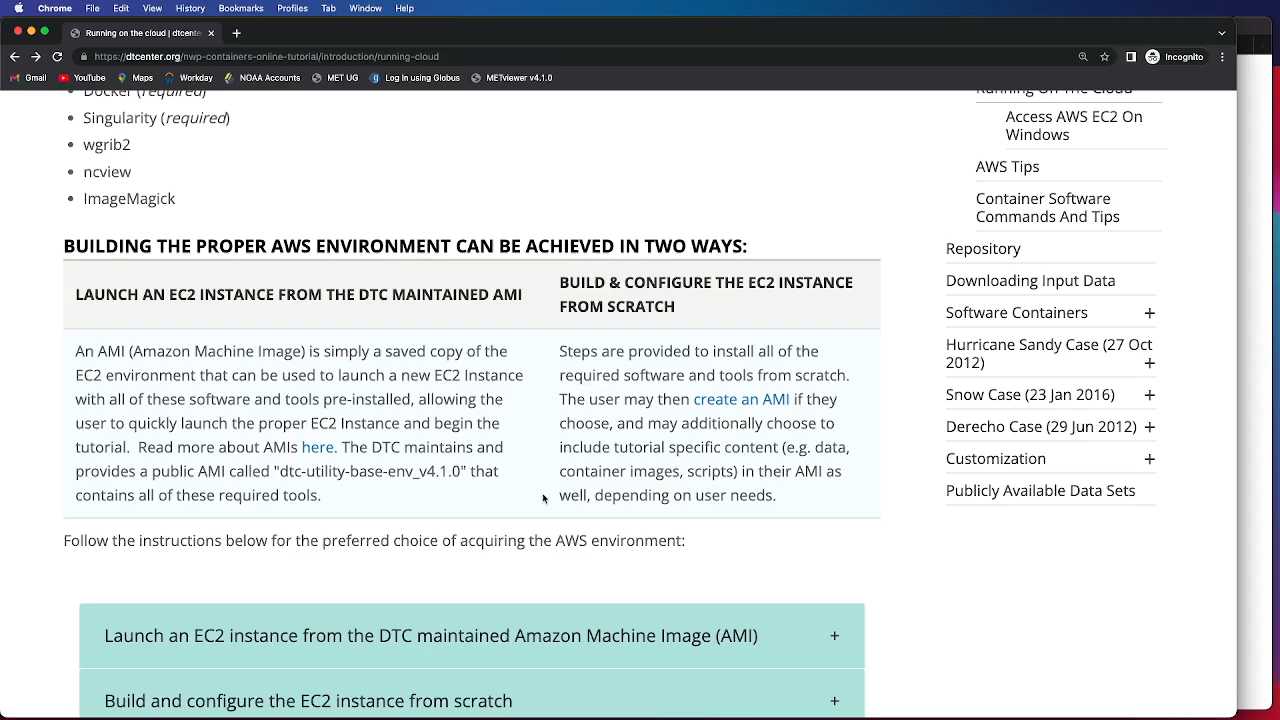 Chrome File Edit View History Bookmarks Profiles Tab Window Help
Running on the cloud | dtcente
https://dtcenter.org/nwp-containers-online-tutorial/introduction/running-cloud
Incognito
Gmail YouTube Maps Workday NOAA Accounts MET UG Log In using Globus METViewer v4.1.0
Docker (required)
Singularity (required)
wgrib2
ncview
ImageMagick
BUILDING THE PROPER AWS ENVIRONMENT CAN BE ACHIEVED IN TWO WAYS:
LAUNCH AN EC2 INSTANCE FROM THE DTC MAINTAINED AMI
BUILD & CONFIGURE THE EC2 INSTANCE
FROM SCRATCH
An AMI (Amazon Machine Image) is simply a saved copy of the
EC2 environment that can be used to launch a new EC2 Instance
with all of these software and tools pre-installed, allowing the
user to quickly launch the proper EC2 Instance and begin the
tutorial. Read more about AMIs here. The DTC maintains and
provides a public AMI called "dtc-utility-base-env_v4.1.0" that
contains all of these required tools.
Steps are provided to install all of the
required software and tools from scratch.
The user may then create an AMI if they
choose, and may additionally choose to
include tutorial specific content (e.g. data,
container images, scripts) in their AMI as
well, depending on user needs.
Follow the instructions below for the preferred choice of acquiring the AWS environment:
Launch an EC2 instance from the DTC maintained Amazon Machine Image (AMI) +
Build and configure the EC2 instance from scratch +
Running On The Cloud
Access AWS EC2 On
Windows
AWS Tips
Container Software
Commands And Tips
Repository
Downloading Input Data
Software Containers +
Hurricane Sandy Case (27 Oct
2012) +
Snow Case (23 Jan 2016) +
Derecho Case (29 Jun 2012) +
Customization +
Publicly Available Data Sets